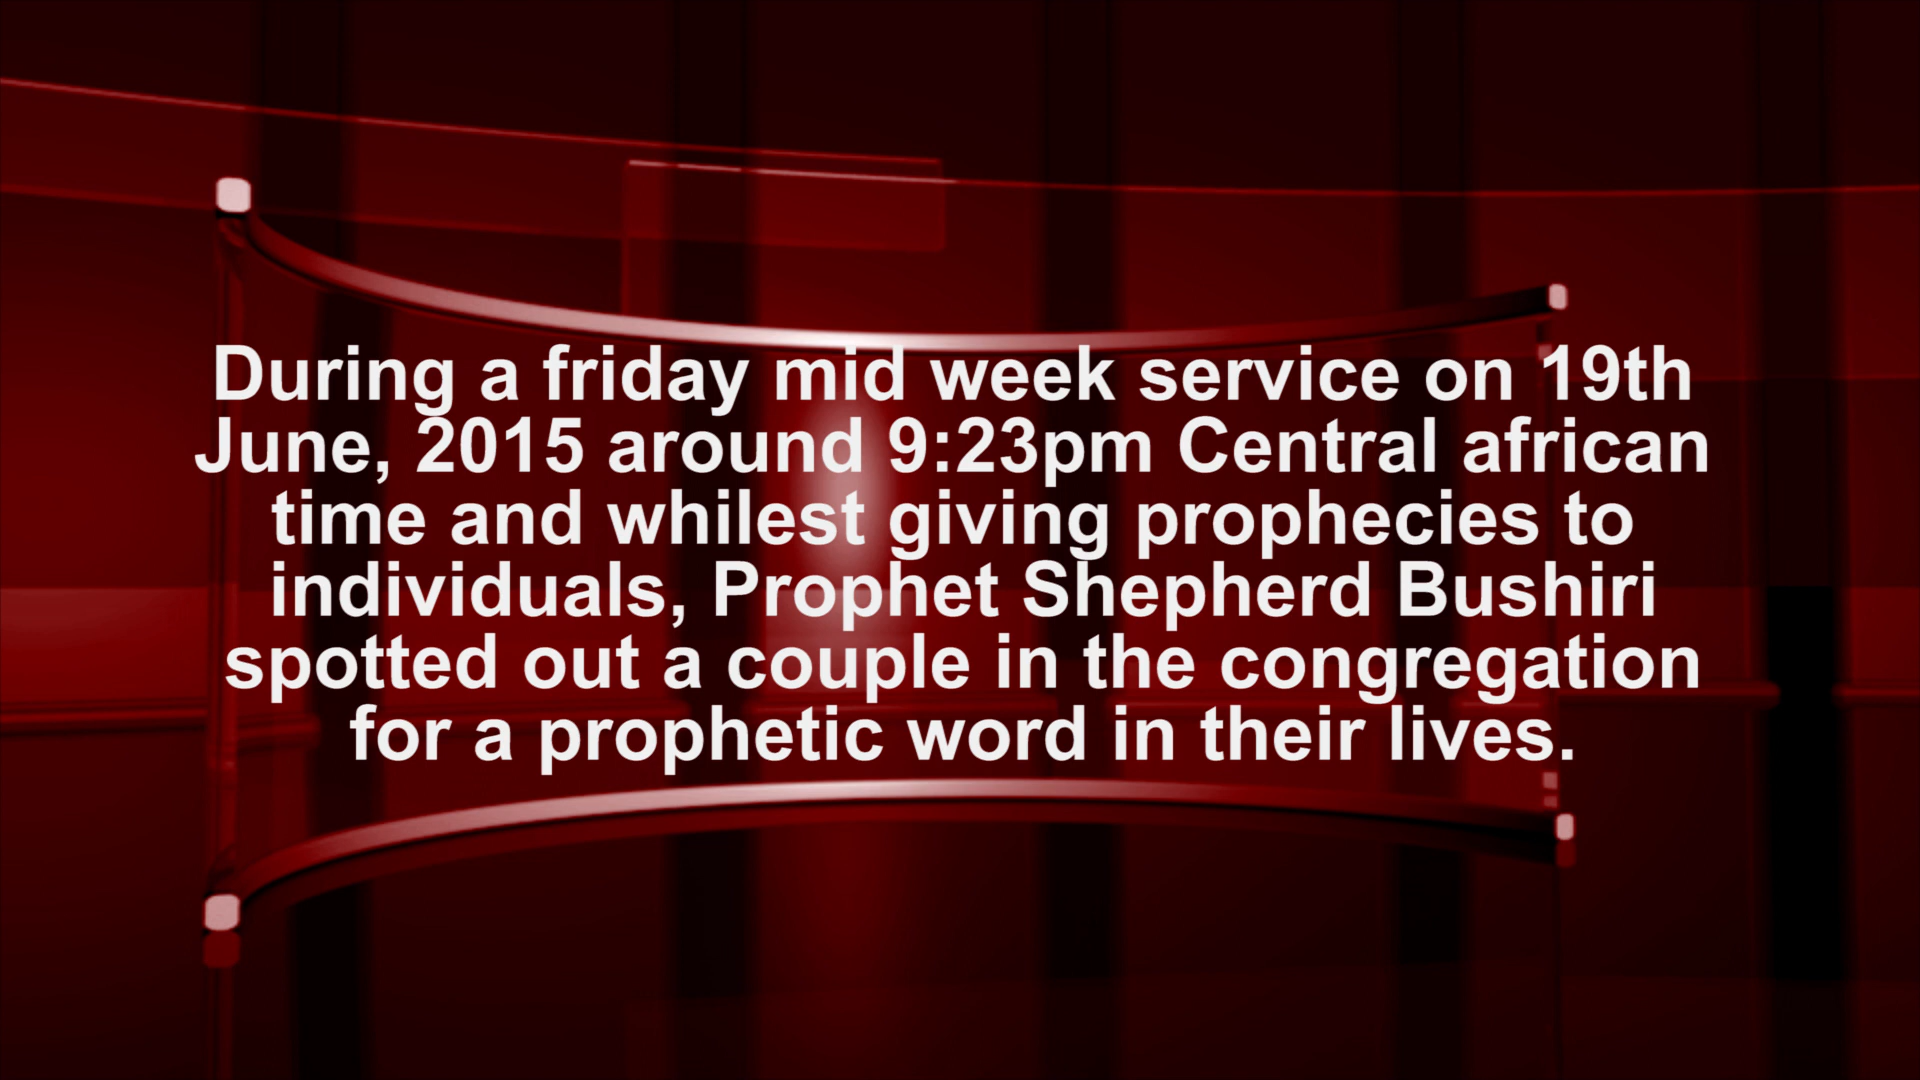 During a friday mid week service on 19th
June, 2015 around 9:23pm Central african
time and whilest giving prophecies to
individuals, Prophet Shepherd Bushiri
spotted out a couple in the congregation
for a prophetic word in their lives.